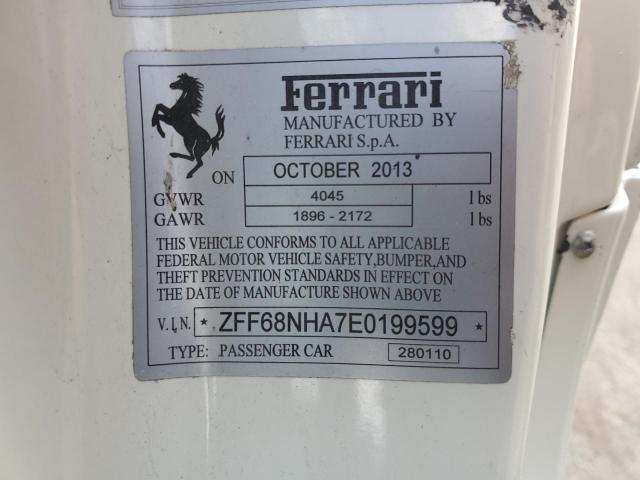 Ferrari
MANUFACTURED BY
FERRARI S.p.A.
ON OCTOBER 2013
GVWR 4045 lbs
GAWR 1896 - 2172 lbs
THIS VEHICLE CONFORMS TO ALL APPLICABLE
FEDERAL MOTOR VEHICLE SAFETY,BUMPER,AND
THEFT PREVENTION STANDARDS IN EFFECT ON
THE DATE OF MANUFACTURE SHOWN ABOVE
V.I.N. * ZFF68NHA7E0199599 *
TYPE: PASSENGER CAR 280110